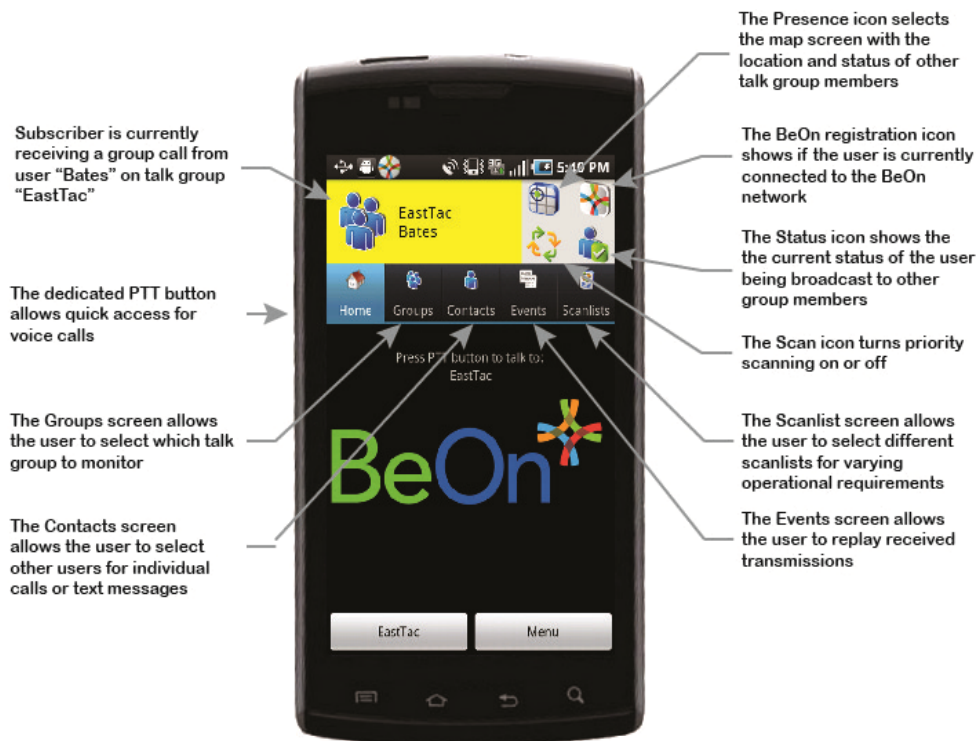 The Presence icon selects
the map screen with the
location and status of other
talk group members
Subscriber is currently
receiving a group call from
user “Bates” on talk group
“EastTac”
The BeOn registration icon
shows if the user is currently
connected to the BeOn
network
5:40 PM
EastTac
Bates
The Status icon shows the
the current status of the user
being broadcast to other
group members
The dedicated PTT button
allows quick access for
voice calls
Home Groups Contacts Events Scanlists
The Scan icon turns priority
scanning on or off
Press PTT button to talk to:
EastTac
The Groups screen allows
the user to select which talk
group to monitor
The Scanlist screen allows
the user to select different
scanlists for varying
operational requirements
BeOn
The Contacts screen
allows the user to select
other users for individual
calls or text messages
The Events screen allows
the user to replay received
transmissions
EastTac Menu